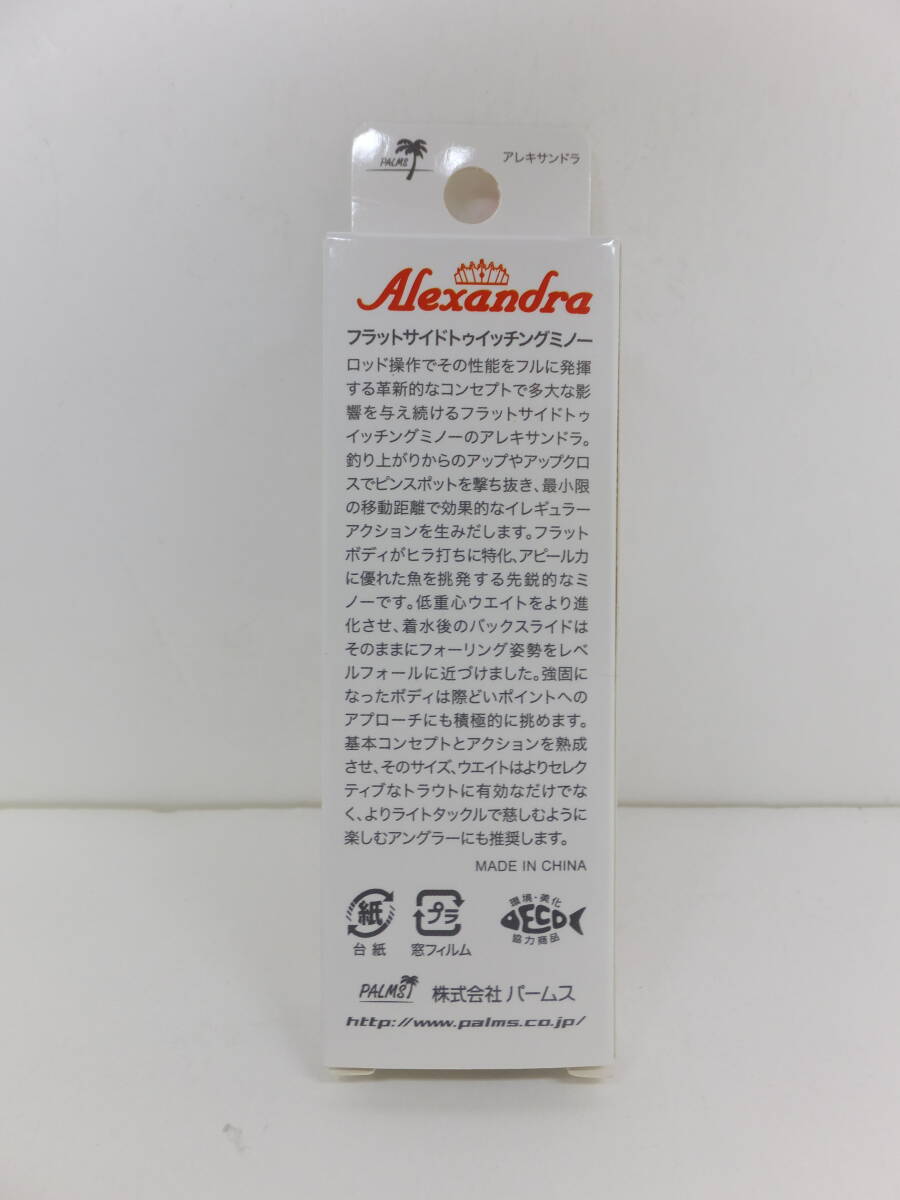 PALMS
アレキサンドラ
Alexandra
フラットサイドトゥイッチングミノー
ロッド操作でその性能をフルに発揮
する革新的なコンセプトで多大な影
響を与え続けるフラットサイドトゥ
イッチングミノーのアレキサンドラ。
釣り上がりからのアップやアップクロ
スでピンスポットを撃ち抜き、最小限
の移動距離で効果的なイレギュラー
アクションを生みだします。フラット
ボディがヒラ打ちに特化、アピール力
に優れた魚を挑発する先鋭的なミ
ノーです。低重心ウエイトをより進
化させ、着水後のバックスライドは
そのままにフォーリング姿勢をレベ
ルフォールに近づけました。強固に
なったボディは際どいポイントへの
アプローチにも積極的に挑めます。
基本コンセプトとアクションを熟成
させ、そのサイズ、ウエイトはよりセレク
ティブなトラウトに有効なだけでな
く、よりライトタックルで慈しむように
楽しむアングラーにも推奨します。
MADE IN CHINA
紙
台紙
プラ
窓フィルム
環境・美化
ECO
協力商品
PALMS 株式会社 パームス
http://www.palms.co.jp/